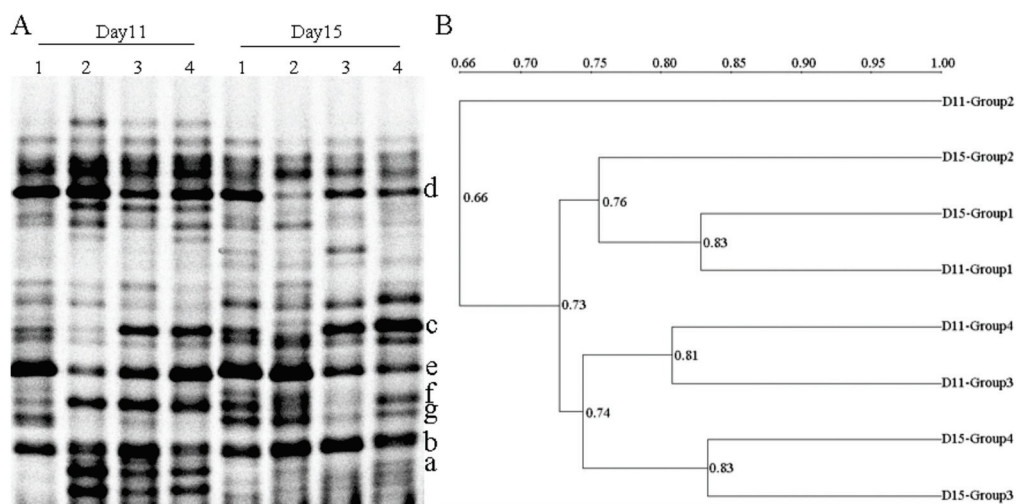 A
Day11 Day15
1 2 3 4 1 2 3 4
d
c
e
f
g
b
a
B
0.66 0.70 0.75 0.80 0.85 0.90 0.95 1.00
D11-Group2
D15-Group2
0.66
0.76
D15-Group1
0.83
D11-Group1
0.73
D11-Group4
0.81
D11-Group3
0.74
D15-Group4
0.83
D15-Group3